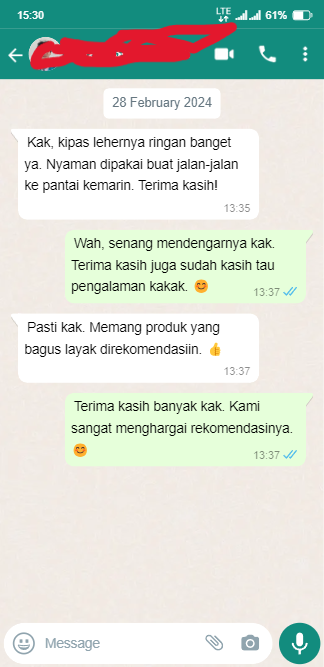 15:30
LTE
61%
28 February 2024
Kak, kipas lehernya ringan banget
ya. Nyaman dipakai buat jalan-jalan
ke pantai kemarin. Terima kasih!
13:35
Wah, senang mendengarnya kak.
Terima kasih juga sudah kasih tau
pengalaman kakak. 😊
13:37
Pasti kak. Memang produk yang
bagus layak direkomendasiin. 👍
13:37
Terima kasih banyak kak. Kami
sangat menghargai rekomendasinya.
😊
13:37
Message